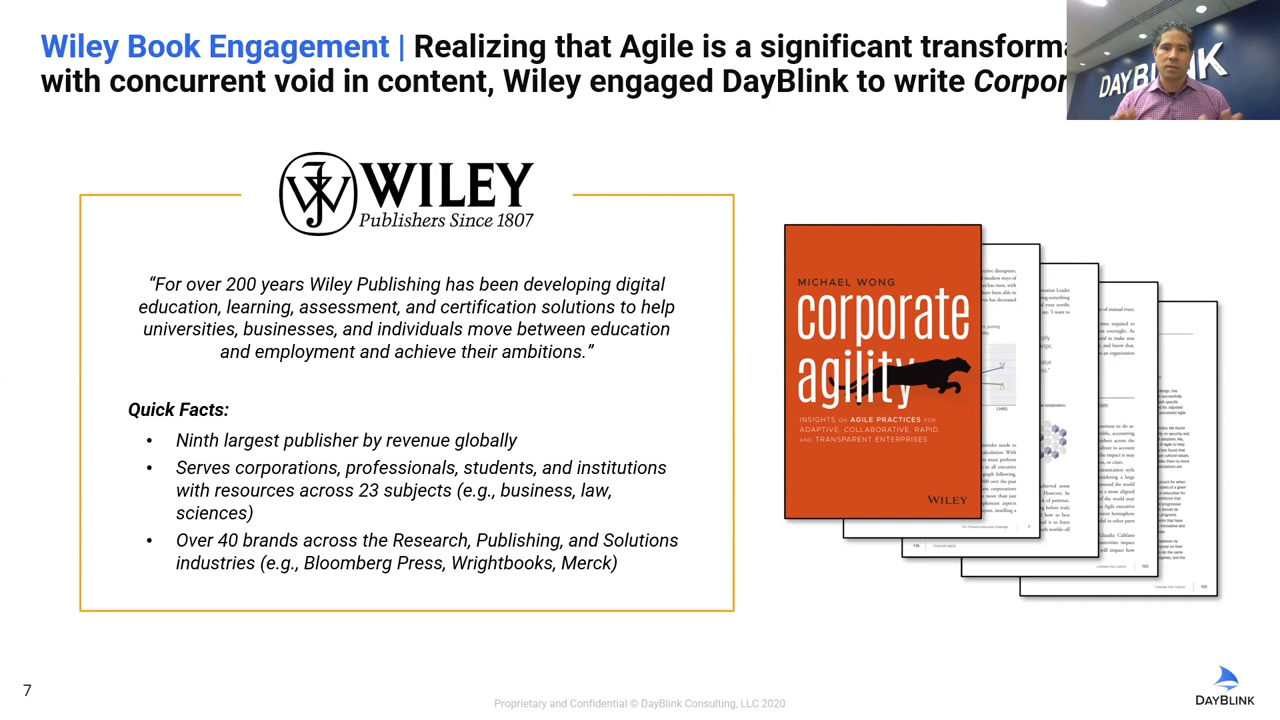 Wiley Book Engagement | Realizing that Agile is a significant
with concurrent void in content, Wiley engaged DayBlink to write
DAYBLINK
WILEY
Publishers Since 1807
“For over 200 years Wiley Publishing has been developing digital
education, learning, assessment, and certification solutions to help
universities, businesses, and individuals move between education
and employment and achieve their ambitions.”
Quick Facts:
• Ninth largest publisher by revenue globally
• Serves corporations, professionals, students, and institutions
with resources across 23 subjects (e.g., business, law,
sciences)
• Over 40 brands across the Research, Publishing, and Solutions
industries (e.g., Bloomberg Press, Wrightbooks, Merck)
MICHAEL WONG
corporate
agility
INSIGHTS ON AGILE PRACTICES FOR
ADAPTIVE, COLLABORATIVE, RAPID,
AND TRANSPARENT ENTERPRISES
WILEY
7
Proprietary and Confidential © DayBlink Consulting, LLC 2020
DAYBLINK